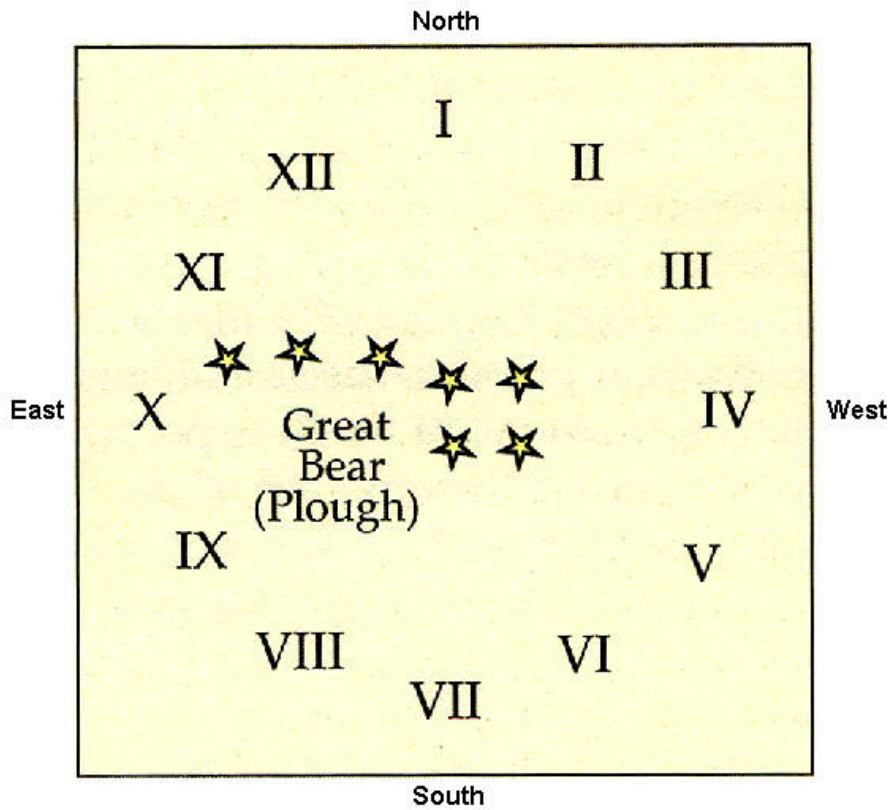 North
I
XII
II
XI
III
East
X
IV
West
Great
Bear
(Plough)
IX
V
VIII
VI
VII
South